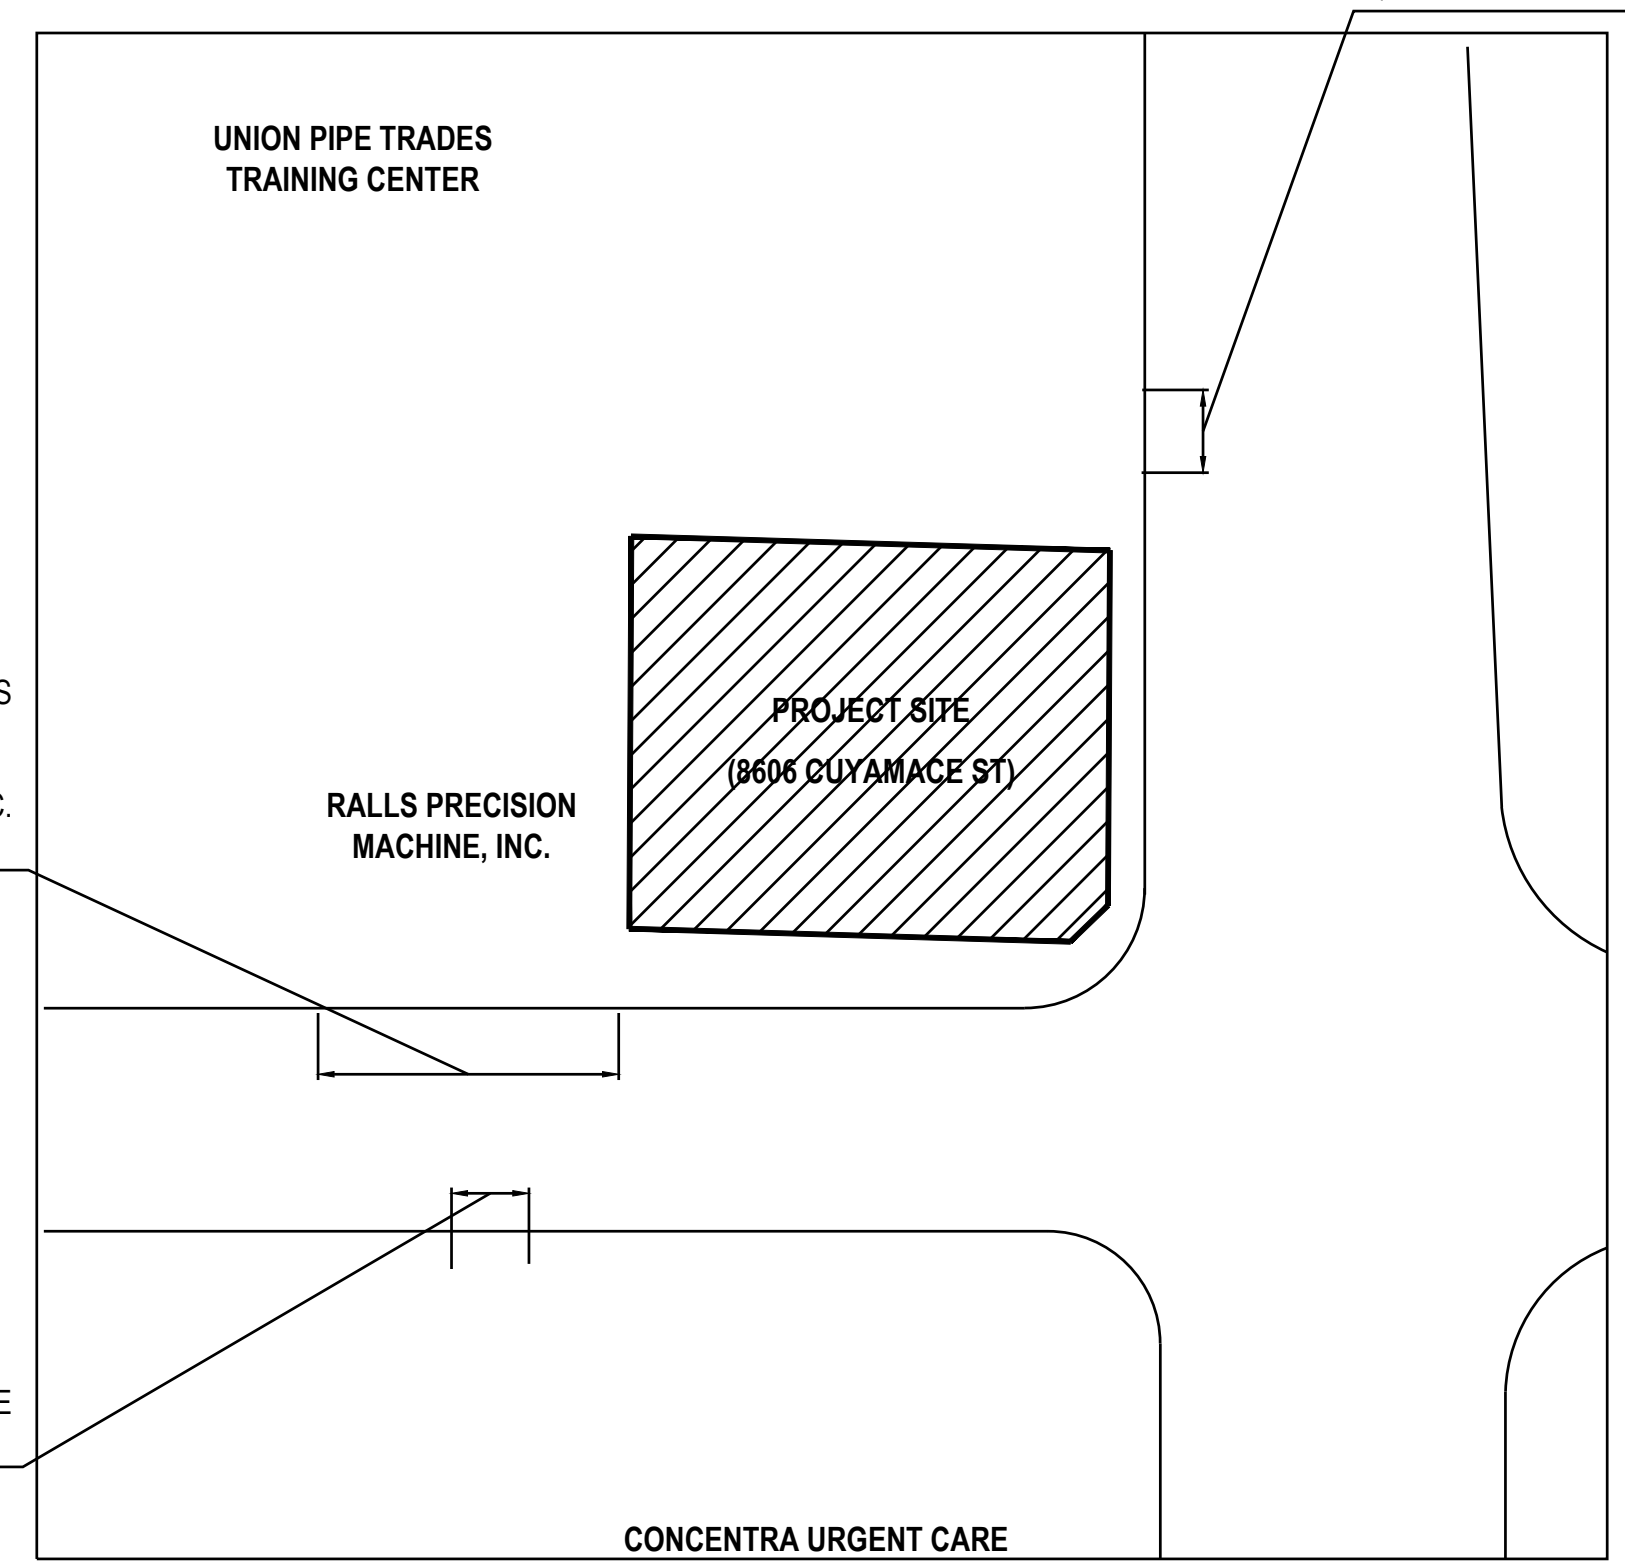 UNION PIPE TRADES
TRAINING CENTER
S
PROJECT SITE
(8606 CUYAMACE ST)
C.
RALLS PRECISION
MACHINE, INC.
E
CONCENTRA URGENT CARE